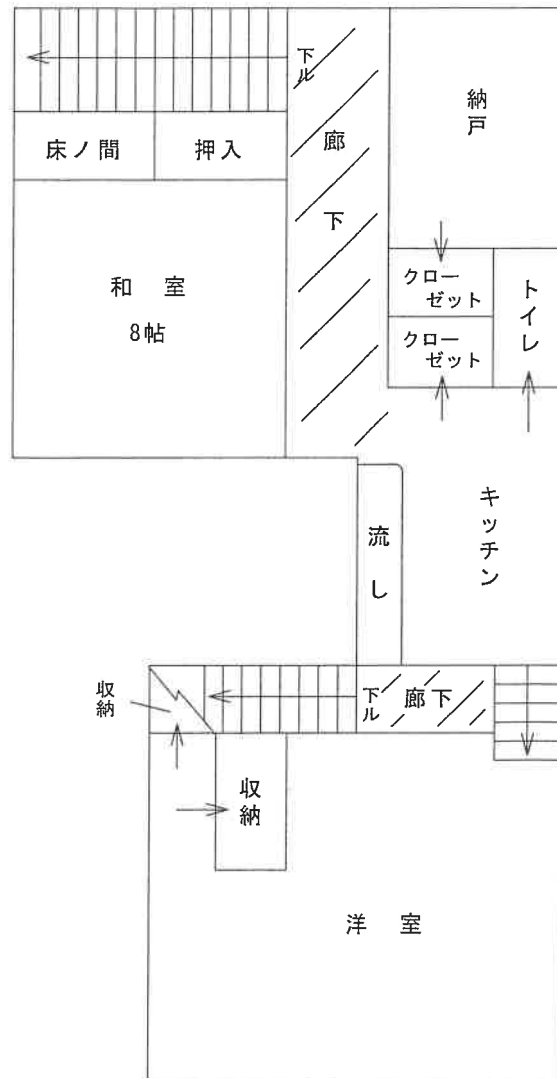 下ル
廊下
納戸
床ノ間
押入
和室
8帖
クロー
ゼット
クロー
ゼット
トイレ
キッチン
流し
収納
下ル
廊下
収納
洋室